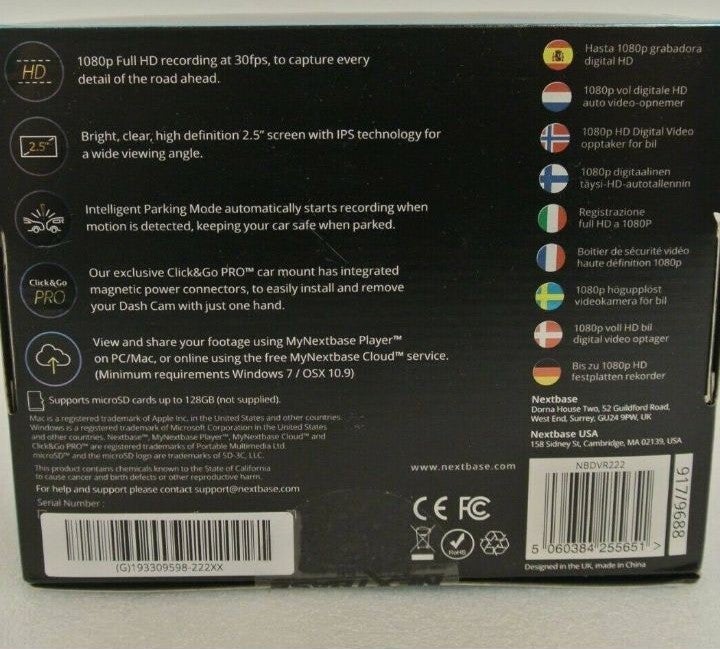 HD
1080p Full HD recording at 30fps, to capture every
detail of the road ahead.
2.5"
Bright, clear, high definition 2.5" screen with IPS technology for
a wide viewing angle.
Intelligent Parking Mode automatically starts recording when
motion is detected, keeping your car safe when parked.
Click&Go
PRO
Our exclusive Click&Go PRO™ car mount has integrated
magnetic power connectors, to easily install and remove
your Dash Cam with just one hand.
View and share your footage using MyNextbase Player™
on PC/Mac, or online using the free MyNextbase Cloud™ service.
(Minimum requirements Windows 7 / OSX 10.9)
Supports microSD cards up to 128GB (not supplied).
Mac is a registered trademark of Apple Inc. in the United States and other countries.
Windows is a registered trademark of Microsoft Corporation in the United States
and other countries. Nextbase™, MyNextbase Player™, MyNextbase Cloud™ and
Click&Go PRO™ are registered trademarks of Portable Multimedia Ltd.
microSD™ and the microSD logo are trademarks of SD-3C, LLC.
This product contains chemicals known to the State of California
to cause cancer and birth defects or other reproductive harm.
For help and support please contact support@nextbase.com
Serial Number :
(G)193309598-222XX
Hasta 1080p grabadora
digital HD
1080p vol digitale HD
auto video-opnemer
1080p HD Digital Video
opptaker for bil
1080p digitaalinen
täysi-HD-autotallennin
Registrazione
full HD a 1080P
Boitier de sécurité vidéo
haute définition 1080p
1080p högupplöst
videokamera för bil
1080p voll HD bil
digital video optager
Bis zu 1080p HD
festplatten rekorder
Nextbase
Dorna House Two, 52 Guildford Road,
West End, Surrey, GU24 9PW, UK
Nextbase USA
158 Sidney St, Cambridge, MA 02139, USA
www.nextbase.com
CE FC
RoHS
NBDVR222
5 060384 255651 >
917/9688
Designed in the UK, made in China